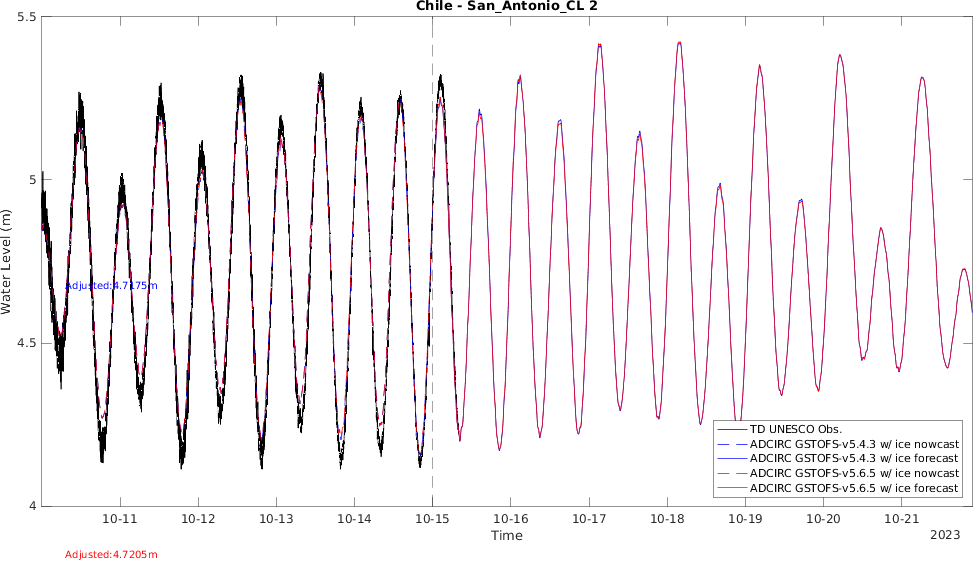 Chile - San_Antonio_CL 2
5.5
5
4.5
4
Water Level (m)
Adjusted:4.7175m
TD UNESCO Obs.
ADCIRC GSTOFS-v5.4.3 w/ ice nowcast
ADCIRC GSTOFS-v5.4.3 w/ ice forecast
ADCIRC GSTOFS-v5.6.5 w/ ice nowcast
ADCIRC GSTOFS-v5.6.5 w/ ice forecast
10-11 10-12 10-13 10-14 10-15 10-16 10-17 10-18 10-19 10-20 10-21
Time
2023
Adjusted:4.7205m